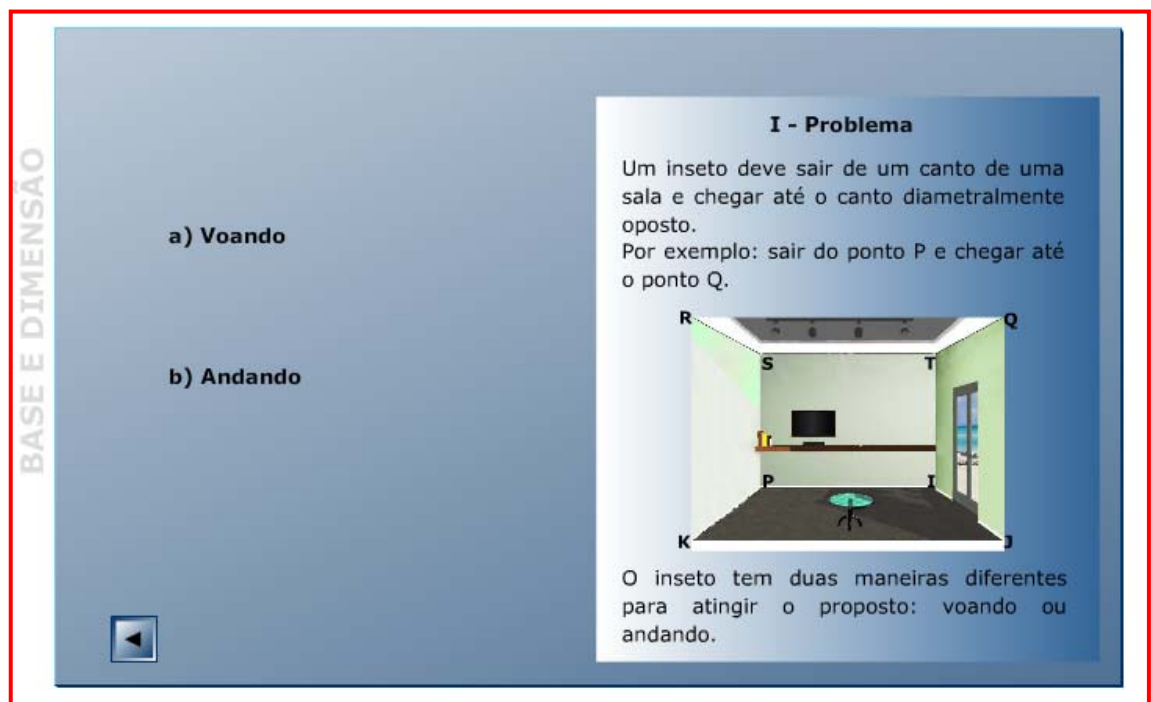 BASE E DIMENSÃO
a) Voando
b) Andando
I - Problema
Um inseto deve sair de um canto de uma
sala e chegar até o canto diametralmente
oposto.
Por exemplo: sair do ponto P e chegar até
o ponto Q.
R
Q
S
T
P
I
K
J
O inseto tem duas maneiras diferentes
para atingir o proposto: voando ou
andando.